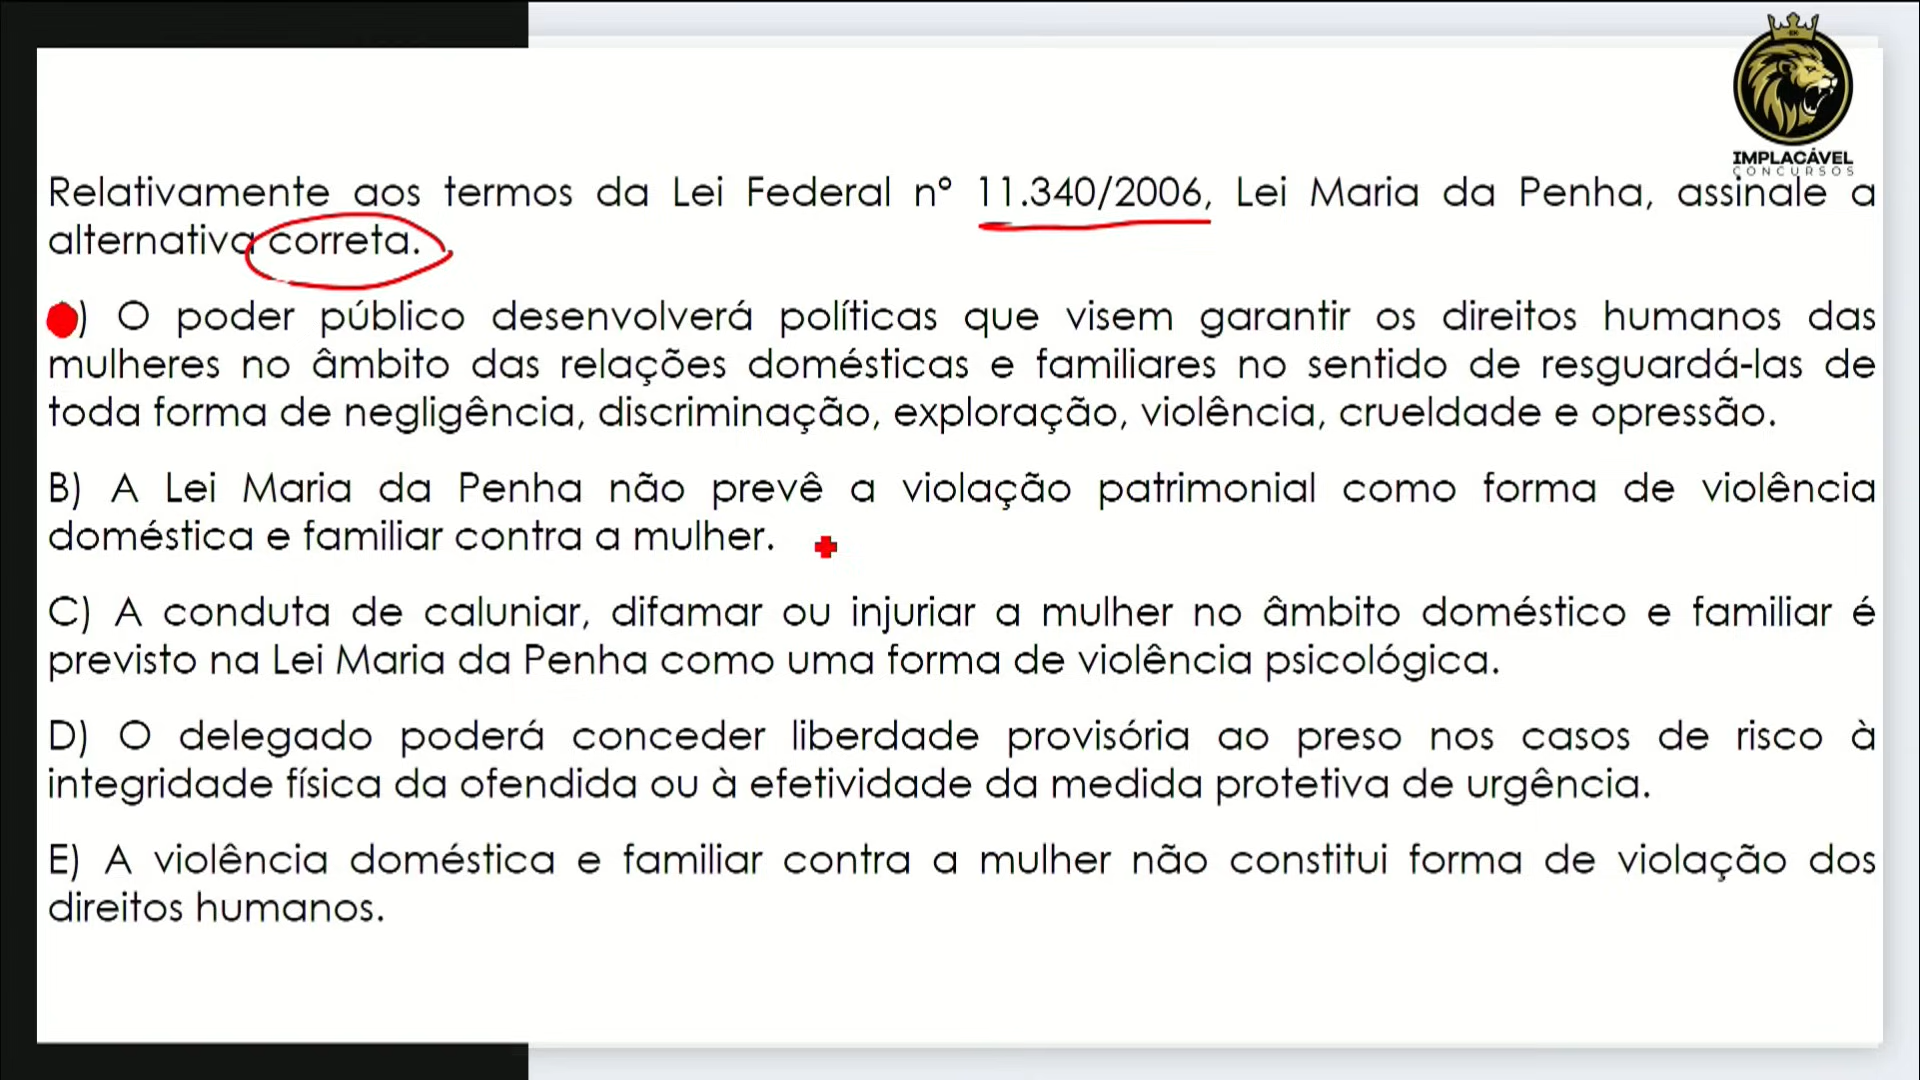 IMPLACÁVEL
CONCURSOS
Relativamente aos termos da Lei Federal nº 11.340/2006, Lei Maria da Penha, assinale a
alternativa correta.
) O poder público desenvolverá políticas que visem garantir os direitos humanos das
mulheres no âmbito das relações domésticas e familiares no sentido de resguardá-las de
toda forma de negligência, discriminação, exploração, violência, crueldade e opressão.
B) A Lei Maria da Penha não prevê a violação patrimonial como forma de violência
doméstica e familiar contra a mulher.
C) A conduta de caluniar, difamar ou injuriar a mulher no âmbito doméstico e familiar é
previsto na Lei Maria da Penha como uma forma de violência psicológica.
D) O delegado poderá conceder liberdade provisória ao preso nos casos de risco à
integridade física da ofendida ou à efetividade da medida protetiva de urgência.
E) A violência doméstica e familiar contra a mulher não constitui forma de violação dos
direitos humanos.